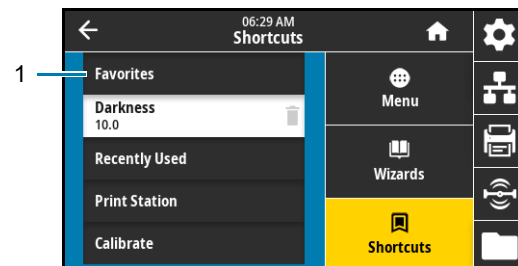 06:29 AM
Shortcuts
1
Favorites
Darkness
10.0
Recently Used
Print Station
Calibrate
Menu
Wizards
Shortcuts